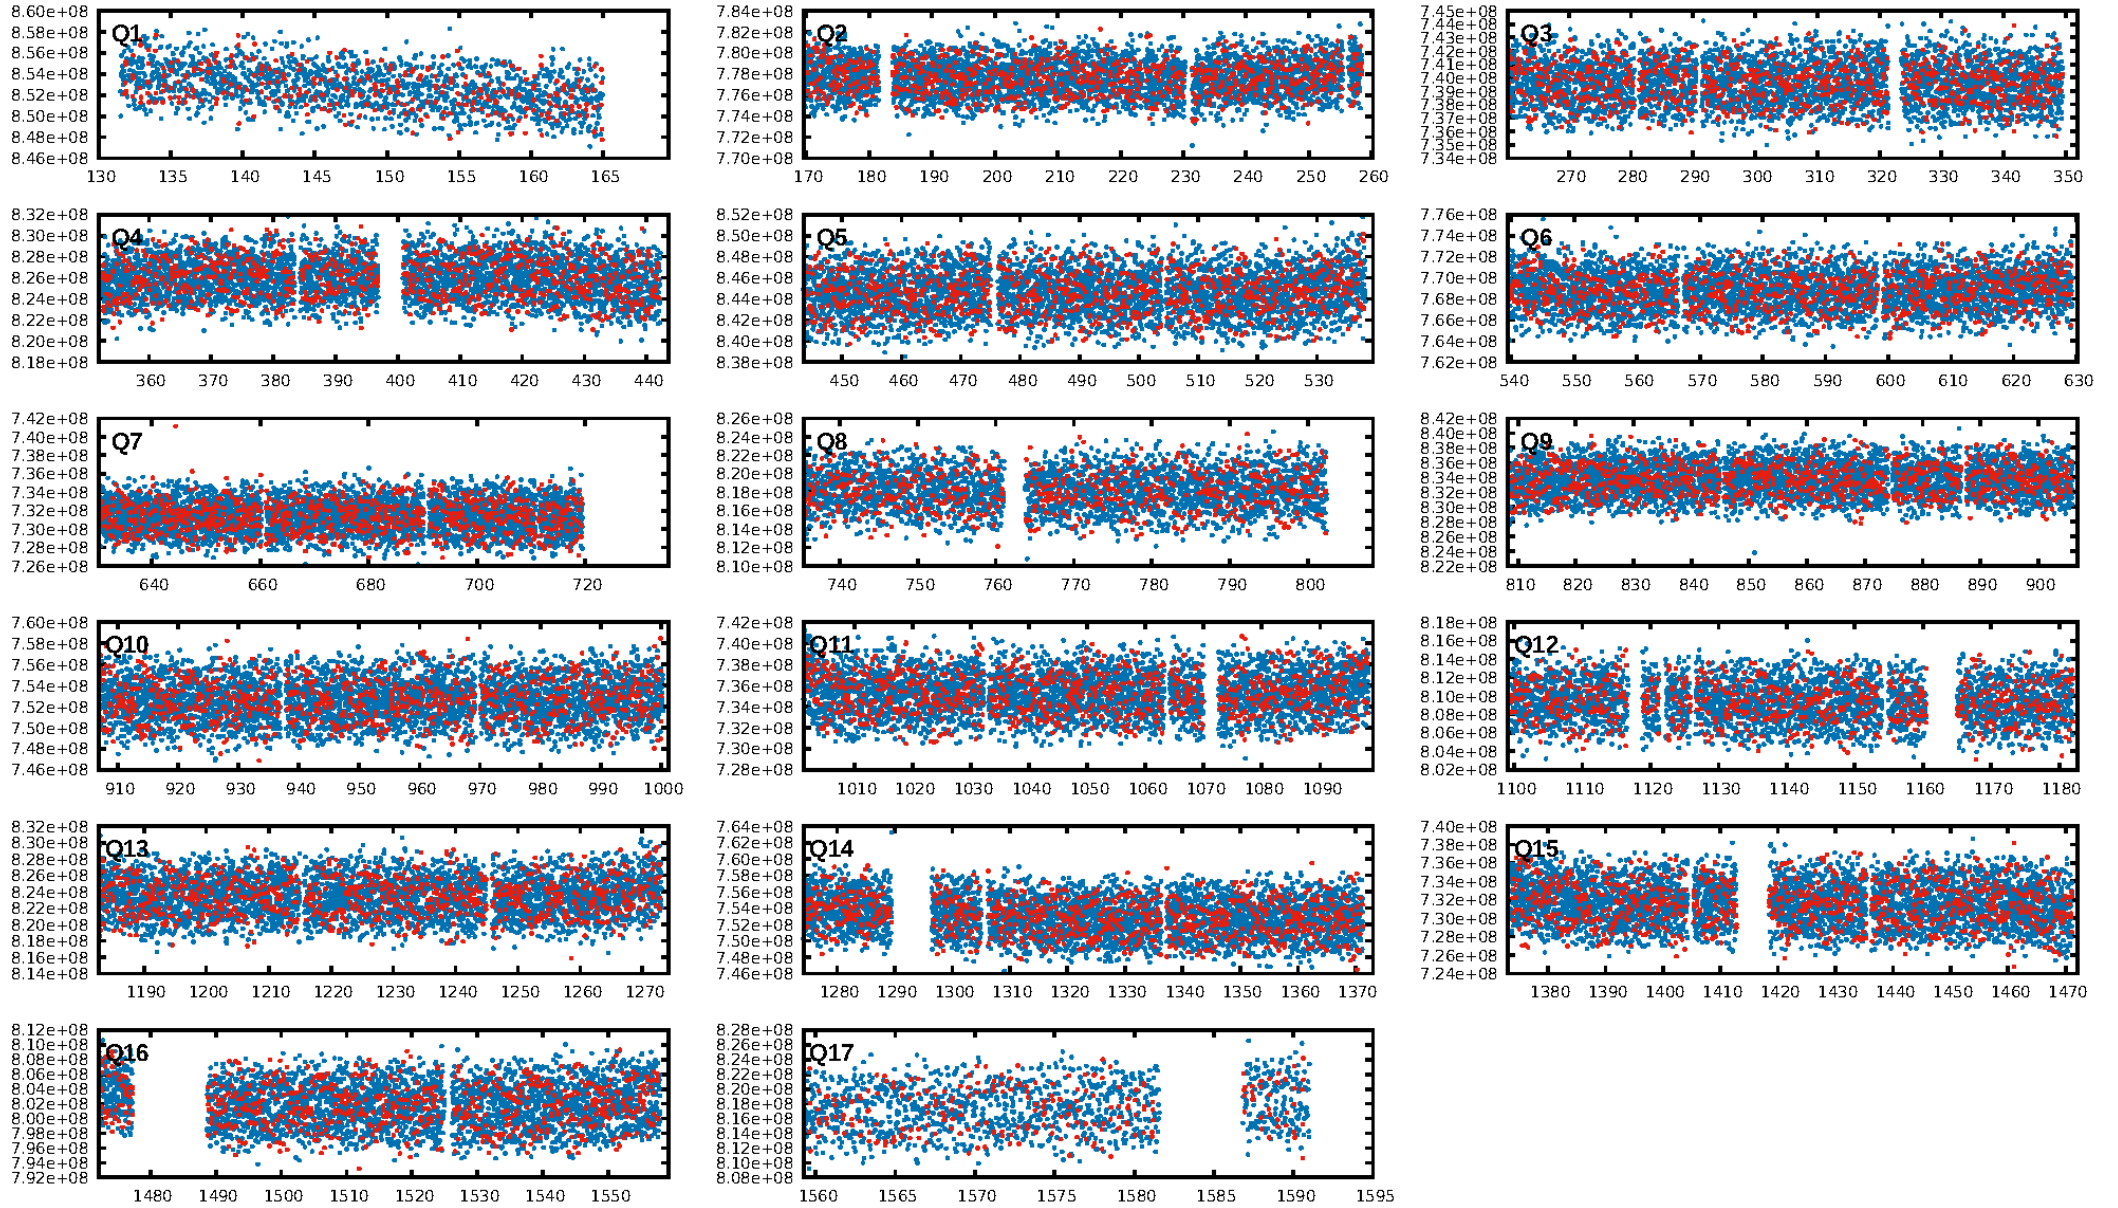 8.60e+08
8.58e+08
8.56e+08
8.54e+08
8.52e+08
8.50e+08
8.48e+08
8.46e+08
Q1
130 135 140 145 150 155 160 165
7.84e+08
7.82e+08
7.80e+08
7.78e+08
7.76e+08
7.74e+08
7.72e+08
7.70e+08
Q2
170 180 190 200 210 220 230 240 250 260
7.45e+08
7.44e+08
7.43e+08
7.42e+08
7.41e+08
7.40e+08
7.39e+08
7.38e+08
7.37e+08
7.36e+08
7.35e+08
7.34e+08
Q3
270 280 290 300 310 320 330 340 350
8.32e+08
8.30e+08
8.28e+08
8.26e+08
8.24e+08
8.22e+08
8.20e+08
8.18e+08
Q4
360 370 380 390 400 410 420 430 440
8.52e+08
8.50e+08
8.48e+08
8.46e+08
8.44e+08
8.42e+08
8.40e+08
8.38e+08
Q5
450 460 470 480 490 500 510 520 530
7.76e+08
7.74e+08
7.72e+08
7.70e+08
7.68e+08
7.66e+08
7.64e+08
7.62e+08
Q6
540 550 560 570 580 590 600 610 620 630
7.42e+08
7.40e+08
7.38e+08
7.36e+08
7.34e+08
7.32e+08
7.30e+08
7.28e+08
7.26e+08
Q7
640 660 680 700 720
8.26e+08
8.24e+08
8.22e+08
8.20e+08
8.18e+08
8.16e+08
8.14e+08
8.12e+08
8.10e+08
Q8
740 750 760 770 780 790 800
8.42e+08
8.40e+08
8.38e+08
8.36e+08
8.34e+08
8.32e+08
8.30e+08
8.28e+08
8.26e+08
8.24e+08
8.22e+08
Q9
810 820 830 840 850 860 870 880 890 900
7.60e+08
7.58e+08
7.56e+08
7.54e+08
7.52e+08
7.50e+08
7.48e+08
7.46e+08
Q10
910 920 930 940 950 960 970 980 990 1000
7.42e+08
7.40e+08
7.38e+08
7.36e+08
7.34e+08
7.32e+08
7.30e+08
7.28e+08
Q11
1010 1020 1030 1040 1050 1060 1070 1080 1090
8.18e+08
8.16e+08
8.14e+08
8.12e+08
8.10e+08
8.08e+08
8.06e+08
8.04e+08
8.02e+08
Q12
1100 1110 1120 1130 1140 1150 1160 1170 1180
8.32e+08
8.30e+08
8.28e+08
8.26e+08
8.24e+08
8.22e+08
8.20e+08
8.18e+08
8.16e+08
8.14e+08
Q13
1190 1200 1210 1220 1230 1240 1250 1260 1270
7.64e+08
7.62e+08
7.60e+08
7.58e+08
7.56e+08
7.54e+08
7.52e+08
7.50e+08
7.48e+08
7.46e+08
Q14
1280 1290 1300 1310 1320 1330 1340 1350 1360 1370
7.40e+08
7.38e+08
7.36e+08
7.34e+08
7.32e+08
7.30e+08
7.28e+08
7.26e+08
7.24e+08
Q15
1380 1390 1400 1410 1420 1430 1440 1450 1460 1470
8.12e+08
8.10e+08
8.08e+08
8.06e+08
8.04e+08
8.02e+08
8.00e+08
7.98e+08
7.96e+08
7.94e+08
7.92e+08
Q16
1480 1490 1500 1510 1520 1530 1540 1550
8.28e+08
8.26e+08
8.24e+08
8.22e+08
8.20e+08
8.18e+08
8.16e+08
8.14e+08
8.12e+08
8.10e+08
8.08e+08
Q17
1560 1565 1570 1575 1580 1585 1590 1595